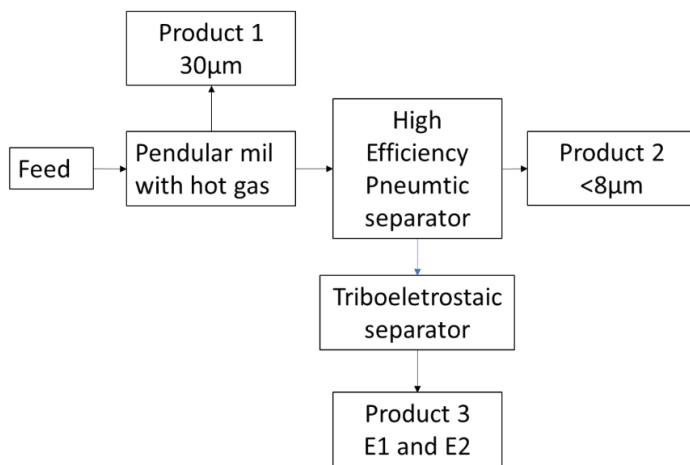 Product 1
30µm
Feed
Pendular mil
with hot gas
High
Efficiency
Pneumtic
separator
Product 2
<8µm
Triboeletrostaic
separator
Product 3
E1 and E2